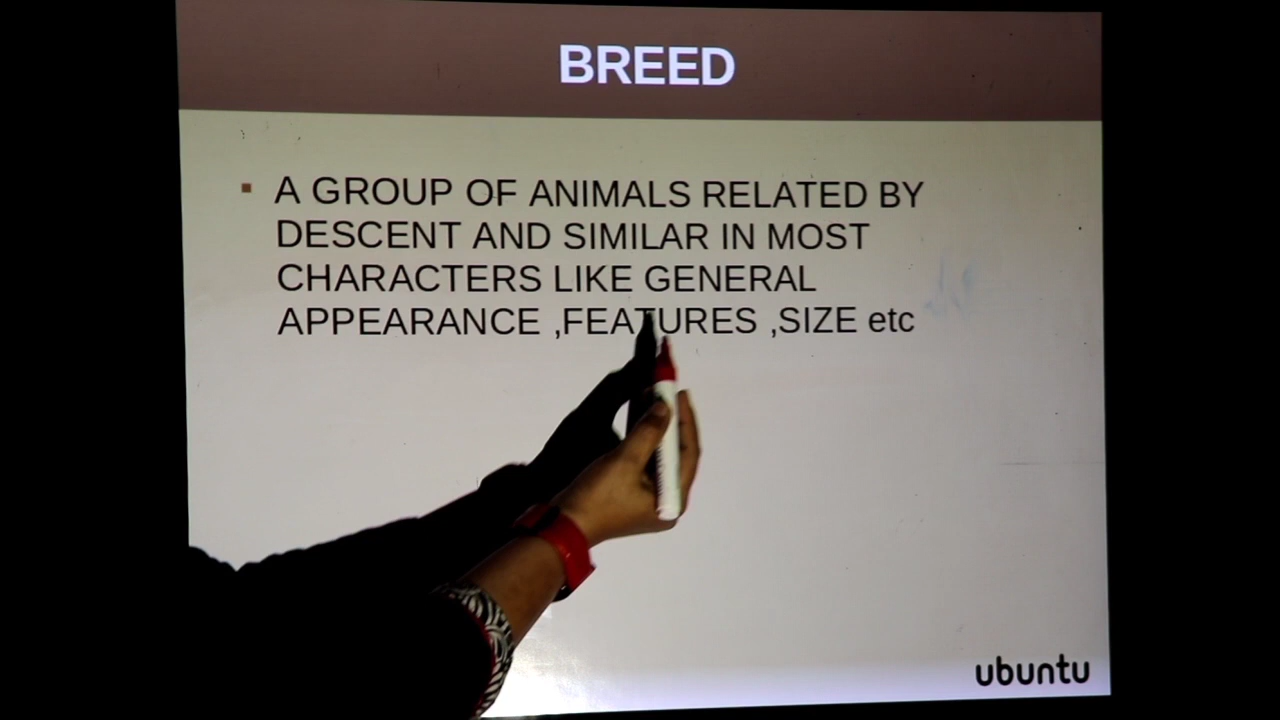 BREED
A GROUP OF ANIMALS RELATED BY
DESCENT AND SIMILAR IN MOST
CHARACTERS LIKE GENERAL
APPEARANCE ,FEATURES ,SIZE etc
ubuntu